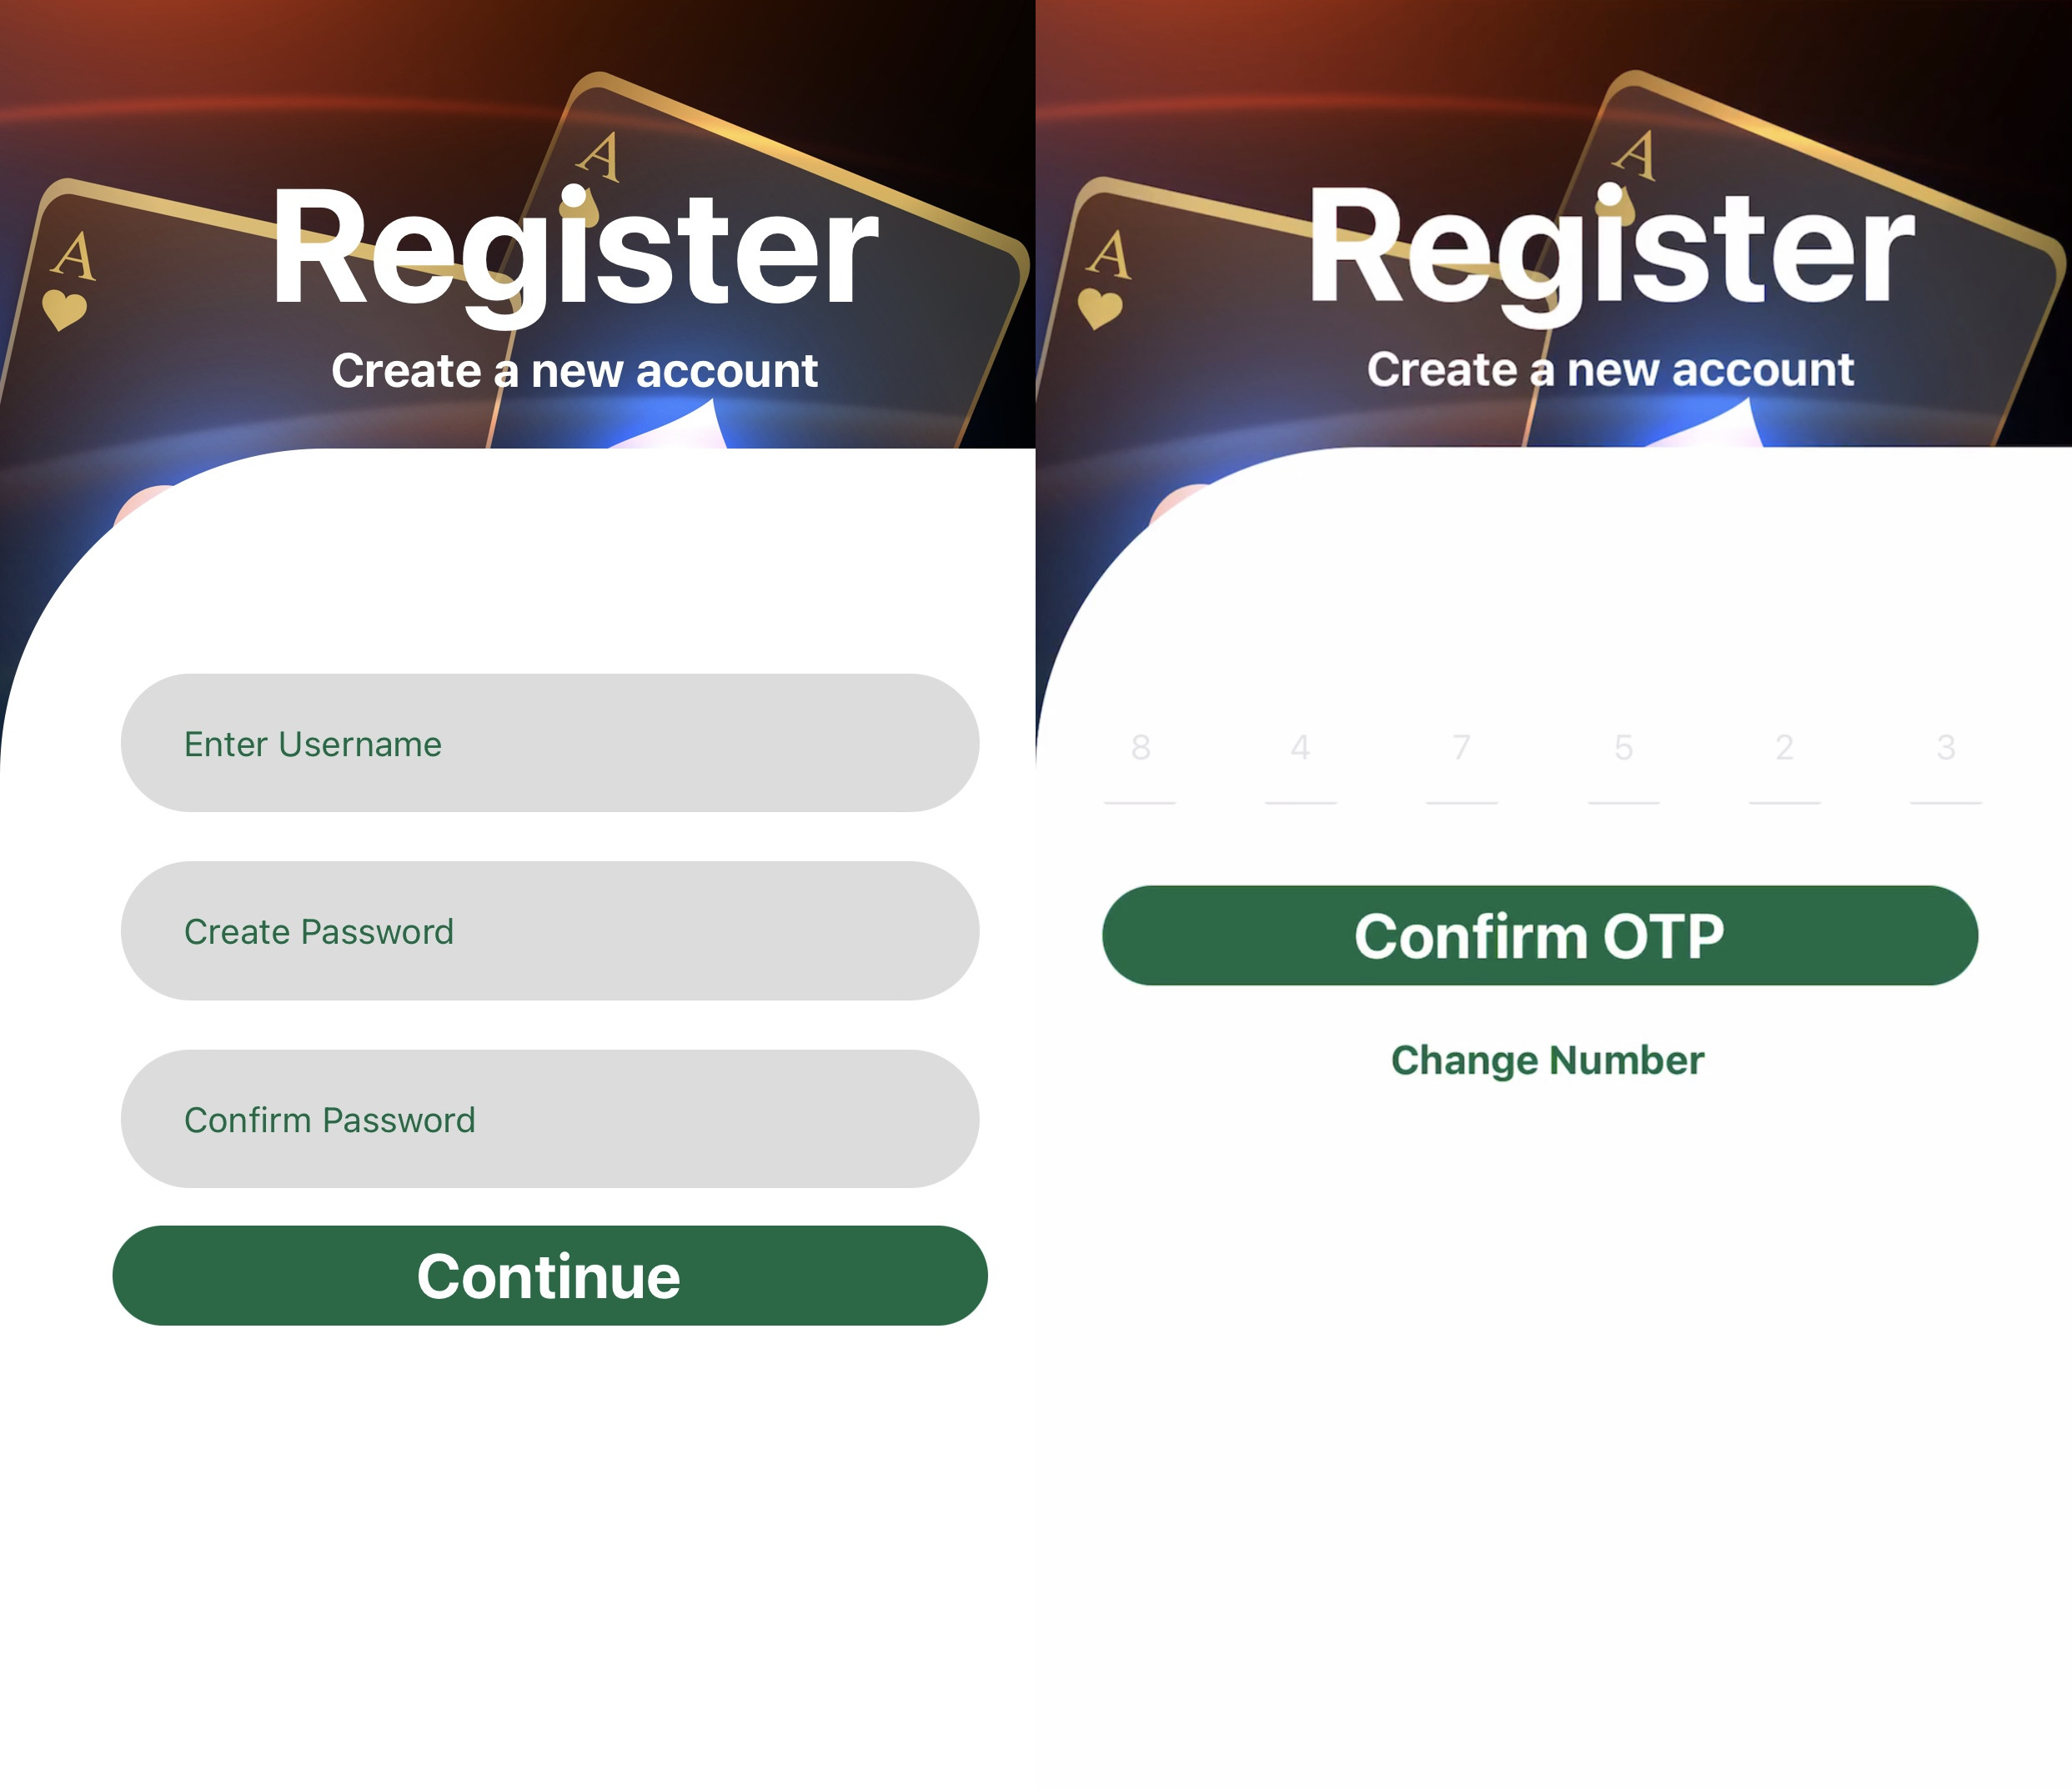 A
A
Register
Create a new account
Enter Username
Create Password
Confirm Password
Continue
A
A
Register
Create a new account
8 4 7 5 2 3
Confirm OTP
Change Number